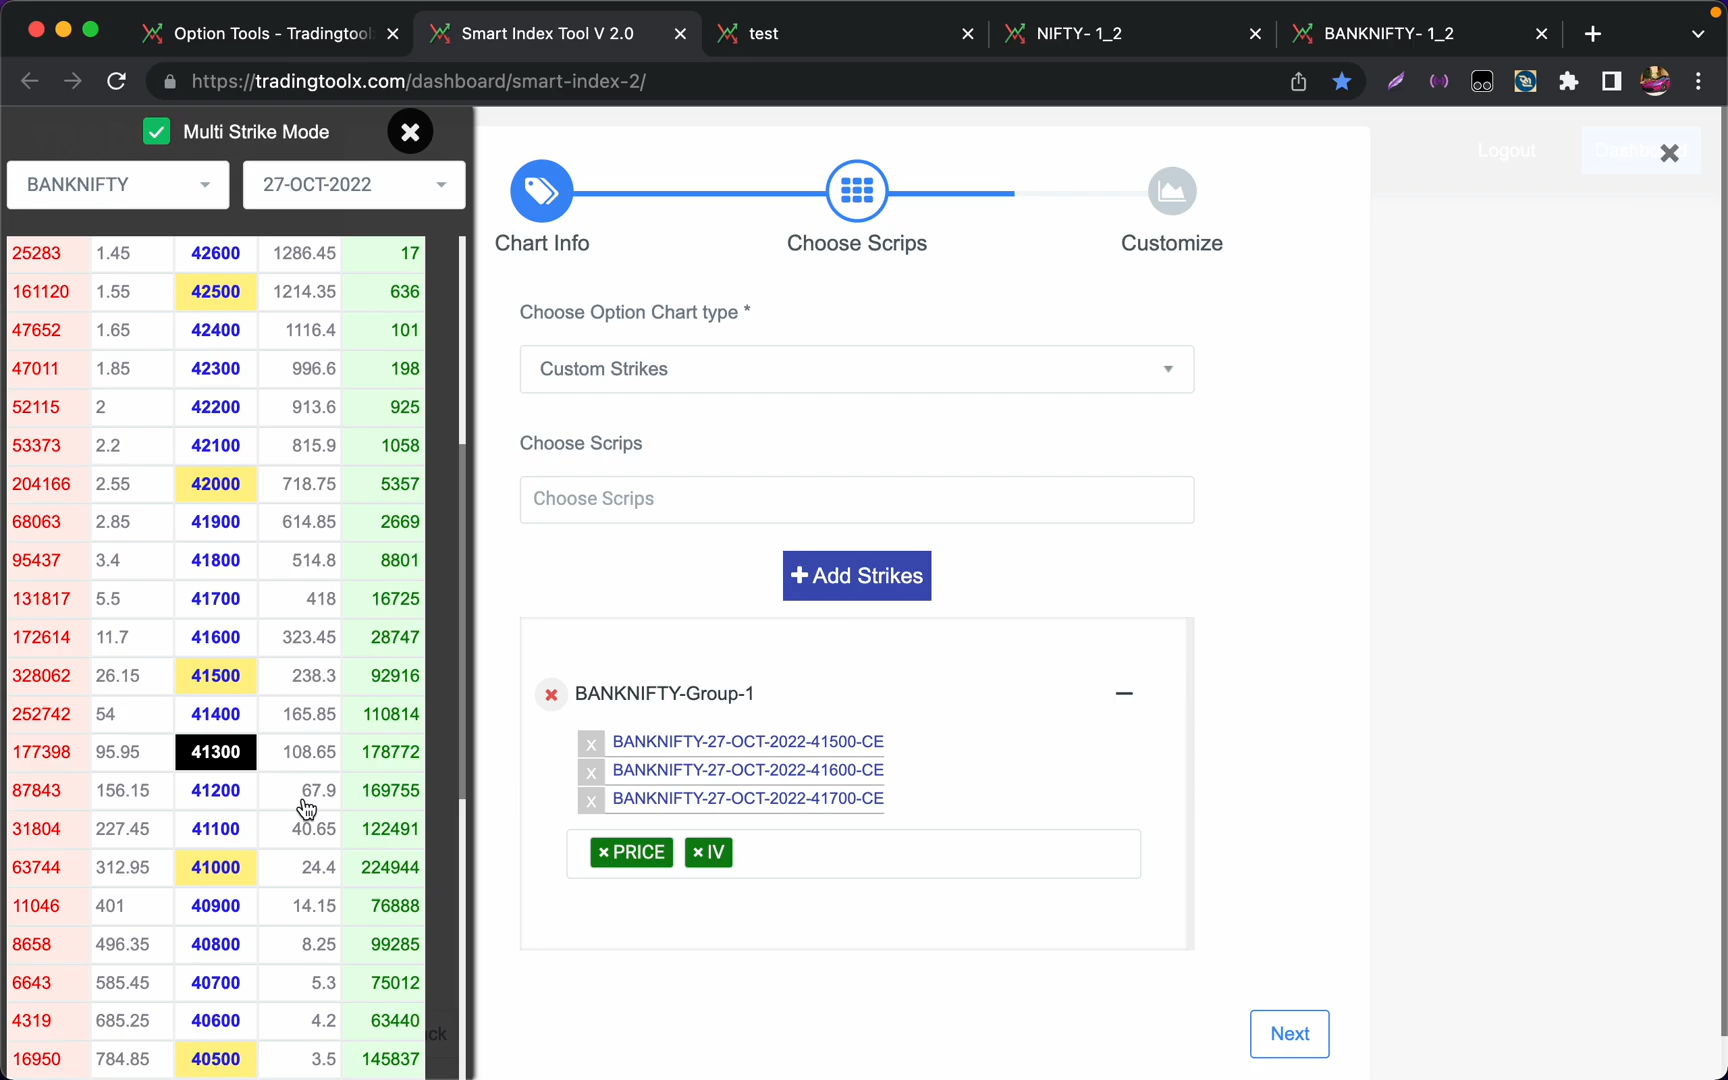 Option Tools - Tradingtool
Smart Index Tool V 2.0
test
NIFTY- 1_2
BANKNIFTY- 1_2
https://tradingtoolx.com/dashboard/smart-index-2/
Multi Strike Mode
BANKNIFTY
27-OCT-2022
Logout
25283 1.45 42600 1286.45 17
161120 1.55 42500 1214.35 636
47652 1.65 42400 1116.4 101
47011 1.85 42300 996.6 198
52115 2 42200 913.6 925
53373 2.2 42100 815.9 1058
204166 2.55 42000 718.75 5357
68063 2.85 41900 614.85 2669
95437 3.4 41800 514.8 8801
131817 5.5 41700 418 16725
172614 11.7 41600 323.45 28747
328062 26.15 41500 238.3 92916
252742 54 41400 165.85 110814
177398 95.95 41300 108.65 178772
87843 156.15 41200 67.9 169755
31804 227.45 41100 40.65 122491
63744 312.95 41000 24.4 224944
11046 401 40900 14.15 76888
8658 496.35 40800 8.25 99285
6643 585.45 40700 5.3 75012
4319 685.25 40600 4.2 63440
16950 784.85 40500 3.5 145837
ck
Chart Info
Choose Scrips
Customize
Choose Option Chart type *
Custom Strikes
Choose Scrips
Choose Scrips
+ Add Strikes
BANKNIFTY-Group-1
x BANKNIFTY-27-OCT-2022-41500-CE
x BANKNIFTY-27-OCT-2022-41600-CE
x BANKNIFTY-27-OCT-2022-41700-CE
× PRICE × IV
Next